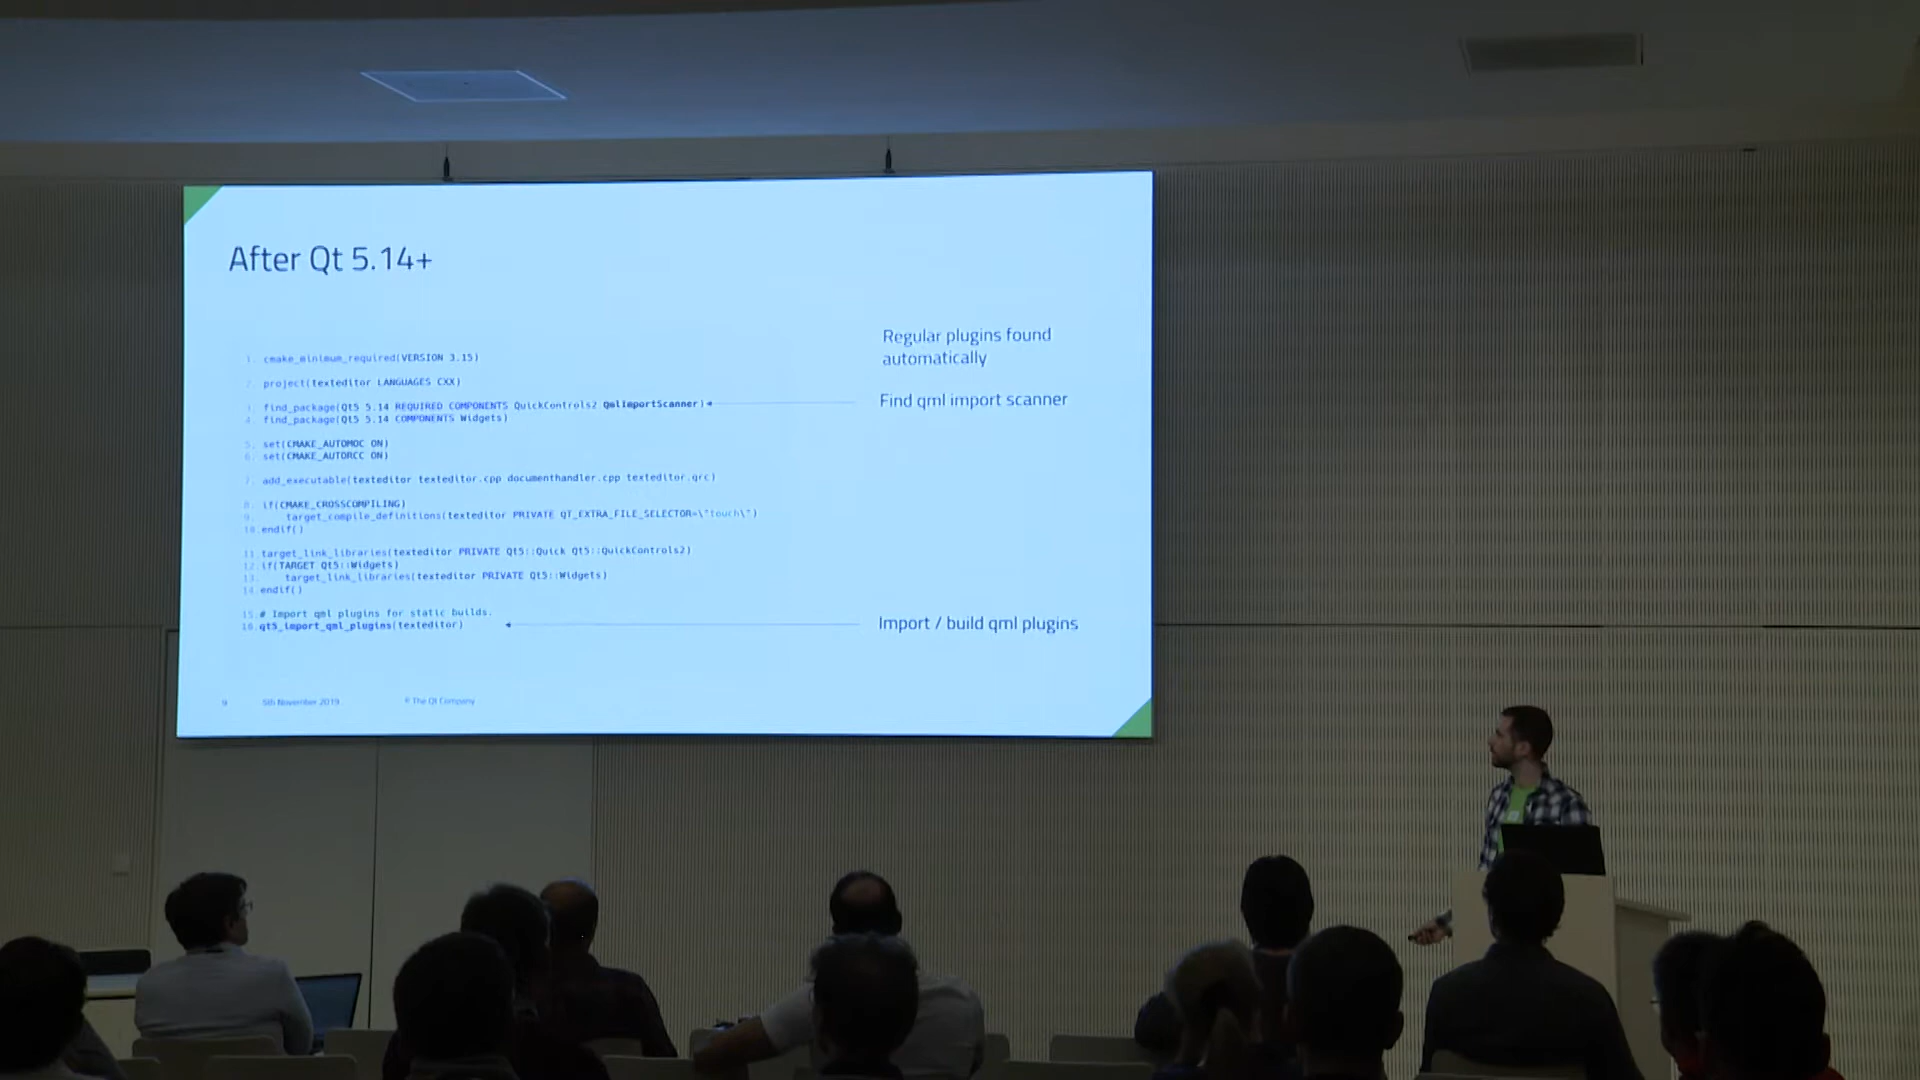 After Qt 5.14+
Regular plugins found
automatically
1. cmake_minimum_required(VERSION 3.15)
2. project(texteditor LANGUAGES CXX)
3. find_package(Qt5 5.14 REQUIRED COMPONENTS QuickControls2 QmlImportScanner)
Find qml import scanner
4. find_package(Qt5 5.14 COMPONENTS Widgets)
5. set(CMAKE_AUTOMOC ON)
6. set(CMAKE_AUTORCC ON)
7. add_executable(texteditor texteditor.cpp documenthandler.cpp texteditor.qrc)
8. if(CMAKE_CROSSCOMPILING)
9. target_compile_definitions(texteditor PRIVATE QT_EXTRA_FILE_SELECTOR=\"touch\")
10. endif()
11. target_link_libraries(texteditor PRIVATE Qt5::Quick Qt5::QuickControls2)
12. if(TARGET Qt5::Widgets)
13. target_link_libraries(texteditor PRIVATE Qt5::Widgets)
14. endif()
15. # Import qml plugins for static builds.
16. qt5_import_qml_plugins(texteditor)
Import / build qml plugins
9 5th November 2019 © The Qt Company